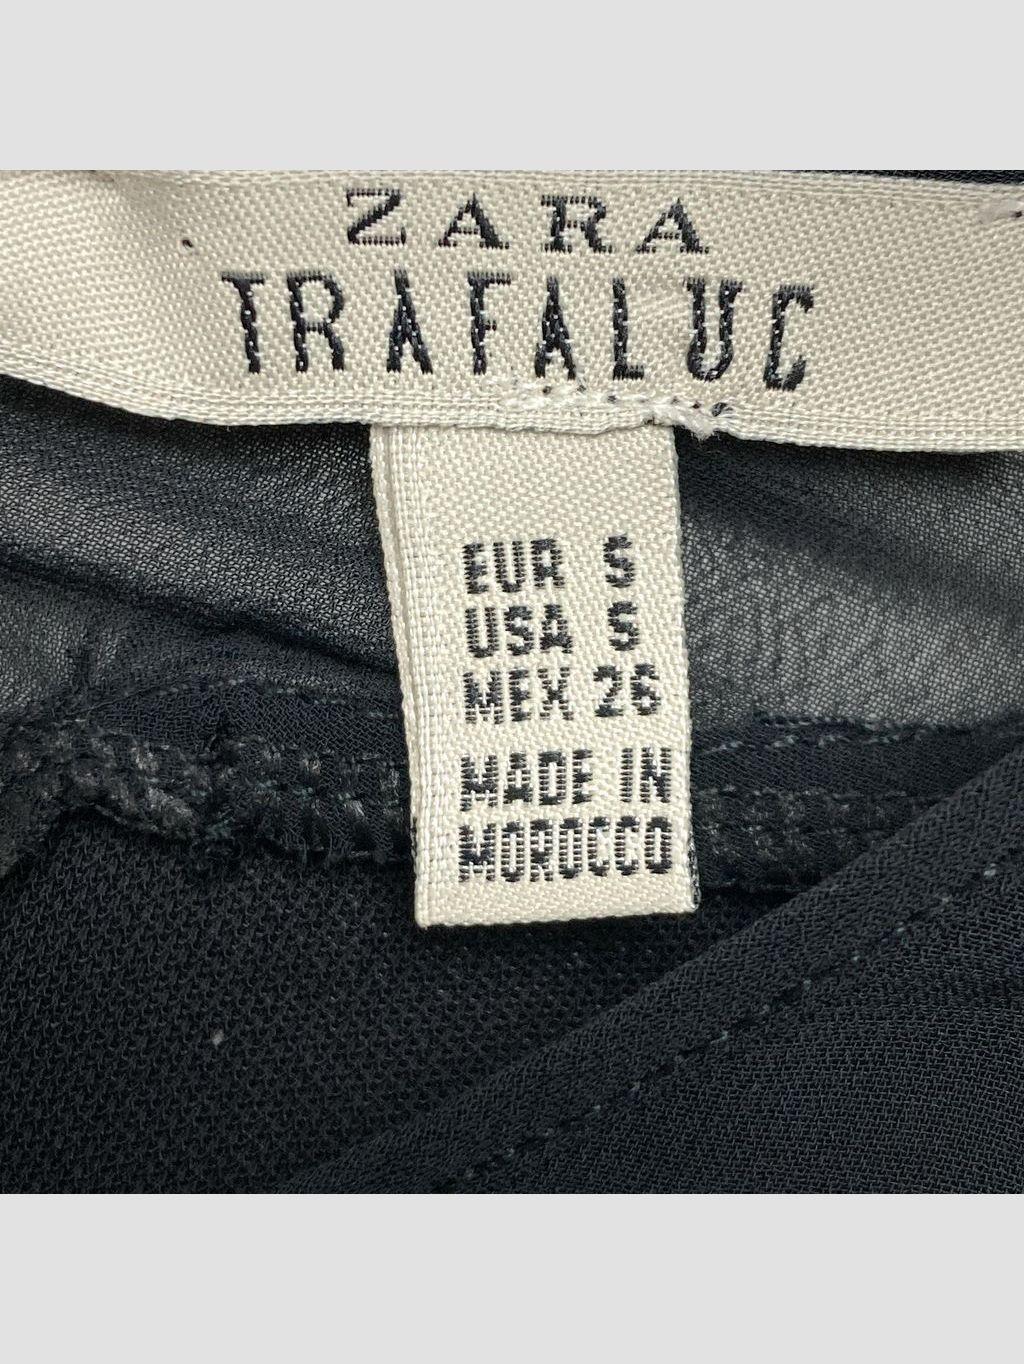 ZARA
TRAFALUC
EUR S
USA S
MEX 26
MADE IN
MOROCCO